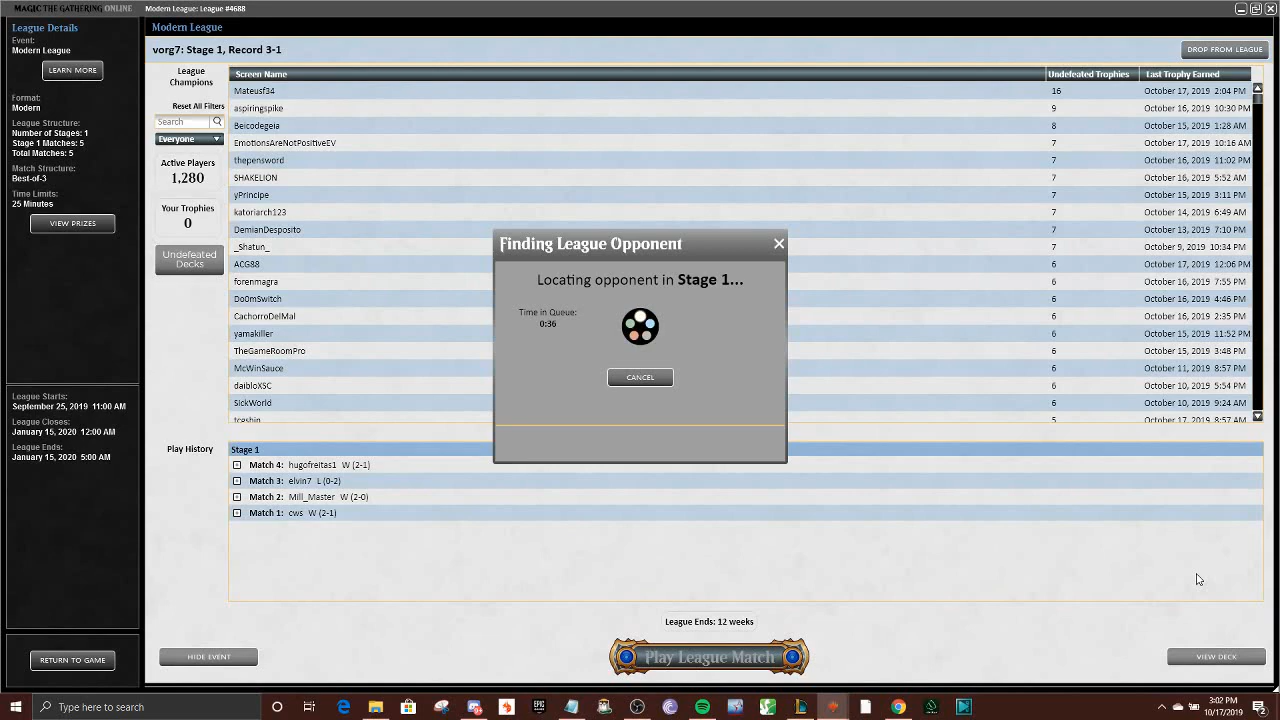 MAGIC THE GATHERING ONLINE
Modern League: League #4688
League Details
Event:
Modern League
LEARN MORE
Format:
Modern
League Structure:
Number of Stages: 1
Stage 1 Matches: 5
Total Matches: 5
Match Structure:
Best-of-3
Time Limits:
25 Minutes
VIEW PRIZES
League Starts:
September 25, 2019 11:00 AM
League Closes:
January 15, 2020 12:00 AM
League Ends:
January 15, 2020 5:00 AM
RETURN TO GAME
Modern League
vorg7: Stage 1, Record 3-1
DROP FROM LEAGUE
League
Champions
Reset All Filters
Search
Everyone
Active Players
1,280
Your Trophies
0
Undefeated
Decks
Screen Name Undefeated Trophies Last Trophy Earned
Mateusf34 16 October 17, 2019 2:04 PM
aspiringspike 9 October 16, 2019 10:30 PM
Beicodegeia 8 October 15, 2019 1:28 AM
EmotionsAreNotPositiveEV 7 October 17, 2019 10:16 AM
thepensword 7 October 16, 2019 11:02 PM
SHAKELION 7 October 16, 2019 5:52 AM
yPrincipe 7 October 15, 2019 3:11 PM
katoriarch123 7 October 14, 2019 6:49 AM
DemianDesposito 7 October 13, 2019 7:10 PM
_Shatun_ 7 October 9, 2019 10:34 PM
ACG88 6 October 17, 2019 12:06 PM
forenmagra 6 October 16, 2019 7:55 PM
Do0mSwitch 6 October 16, 2019 4:46 PM
CachorroDelMal 6 October 16, 2019 2:35 PM
yamakiller 6 October 15, 2019 11:52 PM
TheGameRoomPro 6 October 15, 2019 3:48 PM
McWinSauce 6 October 11, 2019 8:57 PM
daibloXSC 6 October 10, 2019 5:54 PM
SickWorld 6 October 10, 2019 9:24 AM
5 October 17, 2019 8:57 AM
Finding League Opponent
Locating opponent in Stage 1...
Time in Queue:
0:36
CANCEL
Play History
Stage 1
Match 4: hugofreitas1 W (2-1)
Match 3: elvin7 L (0-2)
Match 2: Mill_Master W (2-0)
Match 1: cws W (2-1)
League Ends: 12 weeks
HIDE EVENT
Play League Match
VIEW DECK
Type here to search
EPIC
3:02 PM
10/17/2019
2